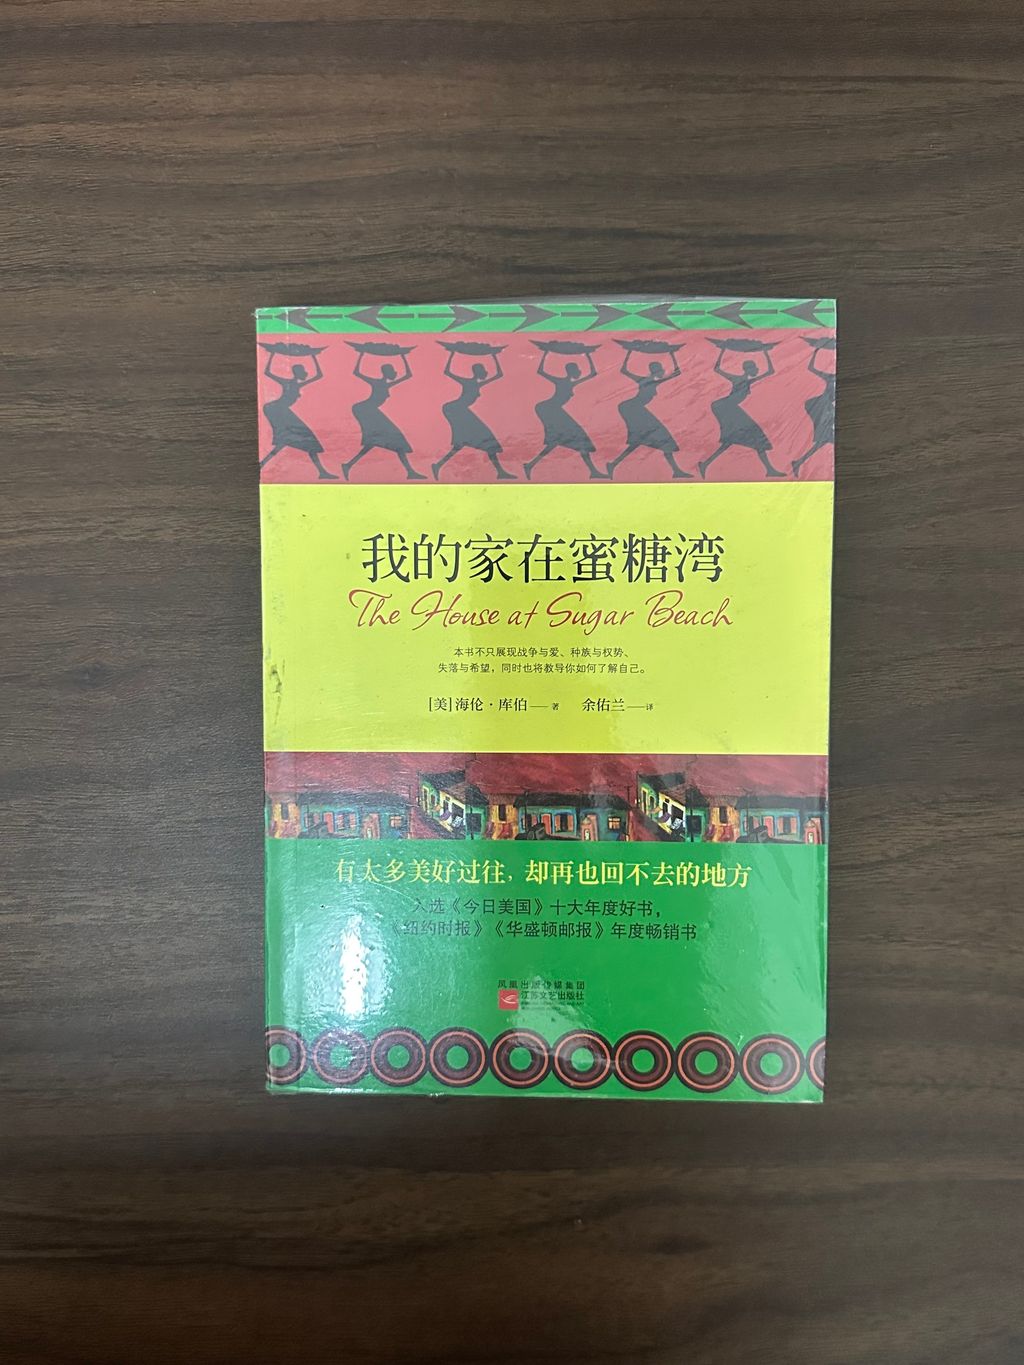 我的家在蜜糖湾
The House at Sugar Beach
本书不只展现战争与爱、种族与权势、
失落与希望，同时也将教导你如何了解自己。
[美]海伦·库伯——著 余佑兰——译
有太多美好过往，却再也回不去的地方
入选《今日美国》十大年度好书，
《纽约时报》《华盛顿邮报》年度畅销书
凤凰出版传媒集团
江苏文艺出版社